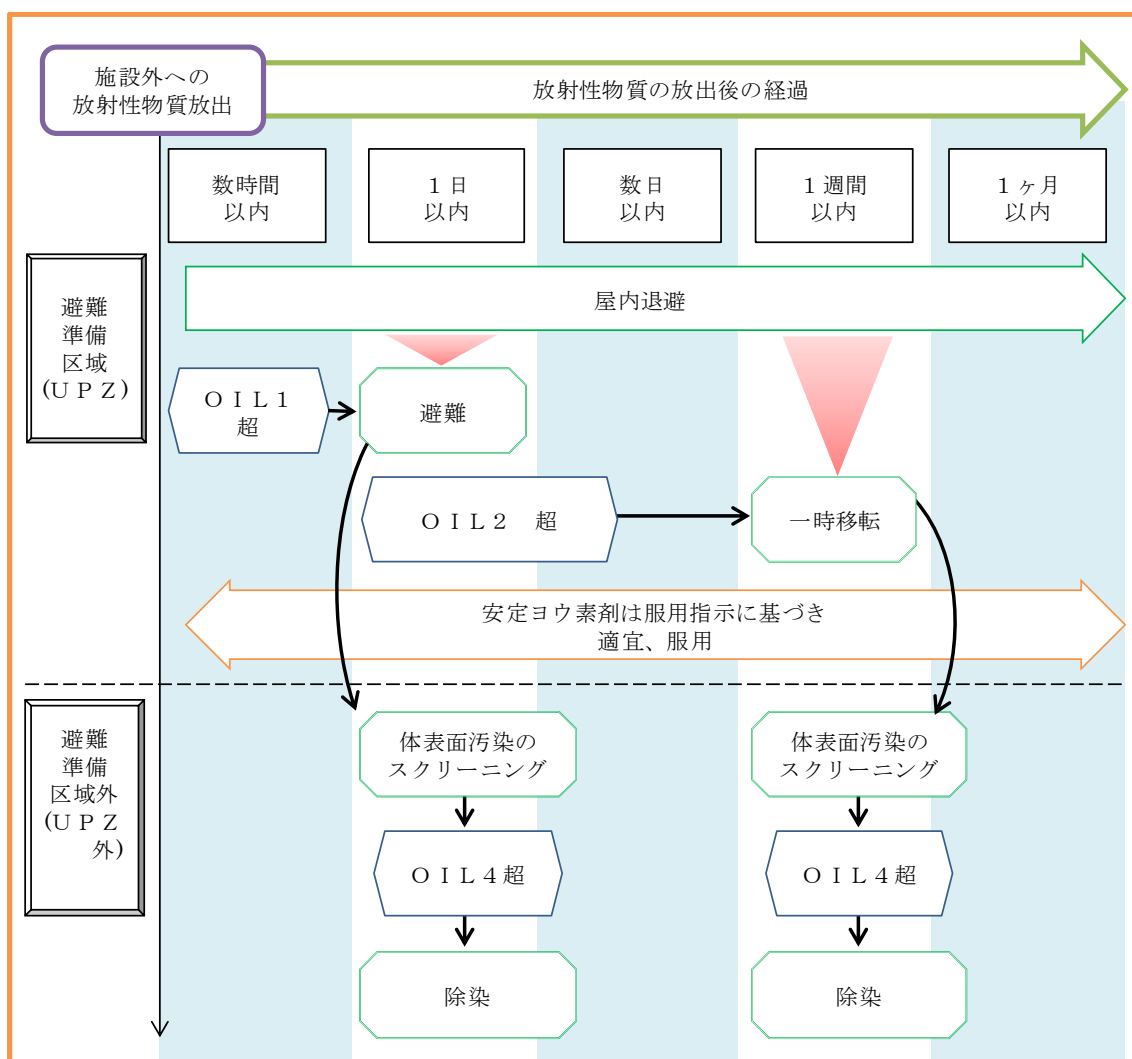 施設外への
放射性物質放出
放射性物質の放出後の経過
数時間
以内
１日
以内
数日
以内
１週間
以内
１ヶ月
以内
避難
準備
区域
(ＵＰＺ)
屋内退避
ＯＩＬ１
超
避難
ＯＩＬ２　超
一時移転
安定ヨウ素剤は服用指示に基づき
適宜、服用
避難
準備
区域外
(ＵＰＺ
外)
体表面汚染の
スクリーニング
体表面汚染の
スクリーニング
ＯＩＬ４超
ＯＩＬ４超
除染
除染